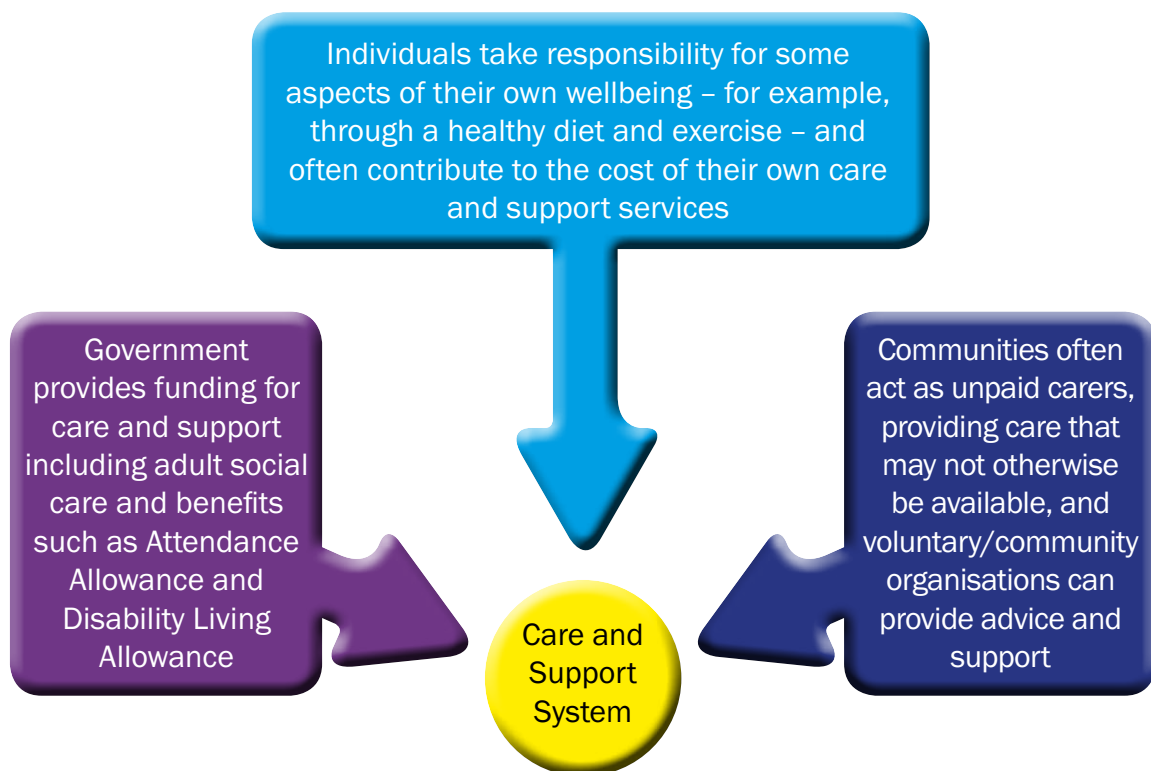 Individuals take responsibility for some
aspects of their own wellbeing – for example,
through a healthy diet and exercise – and
often contribute to the cost of their own care
and support services
Government
provides funding for
care and support
including adult social
care and benefits
such as Attendance
Allowance and
Disability Living
Allowance
Communities often
act as unpaid carers,
providing care that
may not otherwise
be available, and
voluntary/community
organisations can
provide advice and
support
Care and
Support
System